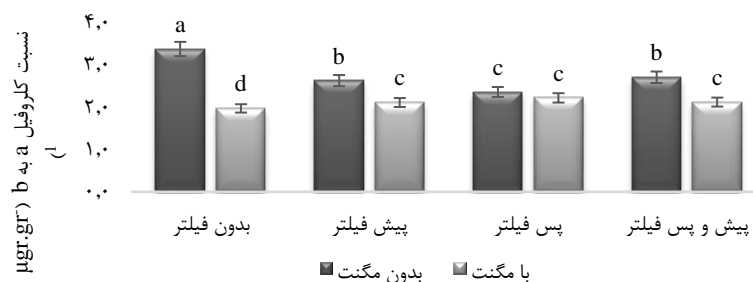 نسبت کلروفیل a به b (µgr.gr⁻
¹)
۴,۰
۳,۰
۲,۰
۱,۰
۰,۰
a
d
b
c
c
c
b
c
بدون فیلتر
پیش فیلتر
پس فیلتر
پیش و پس فیلتر
بدون مگنت
با مگنت